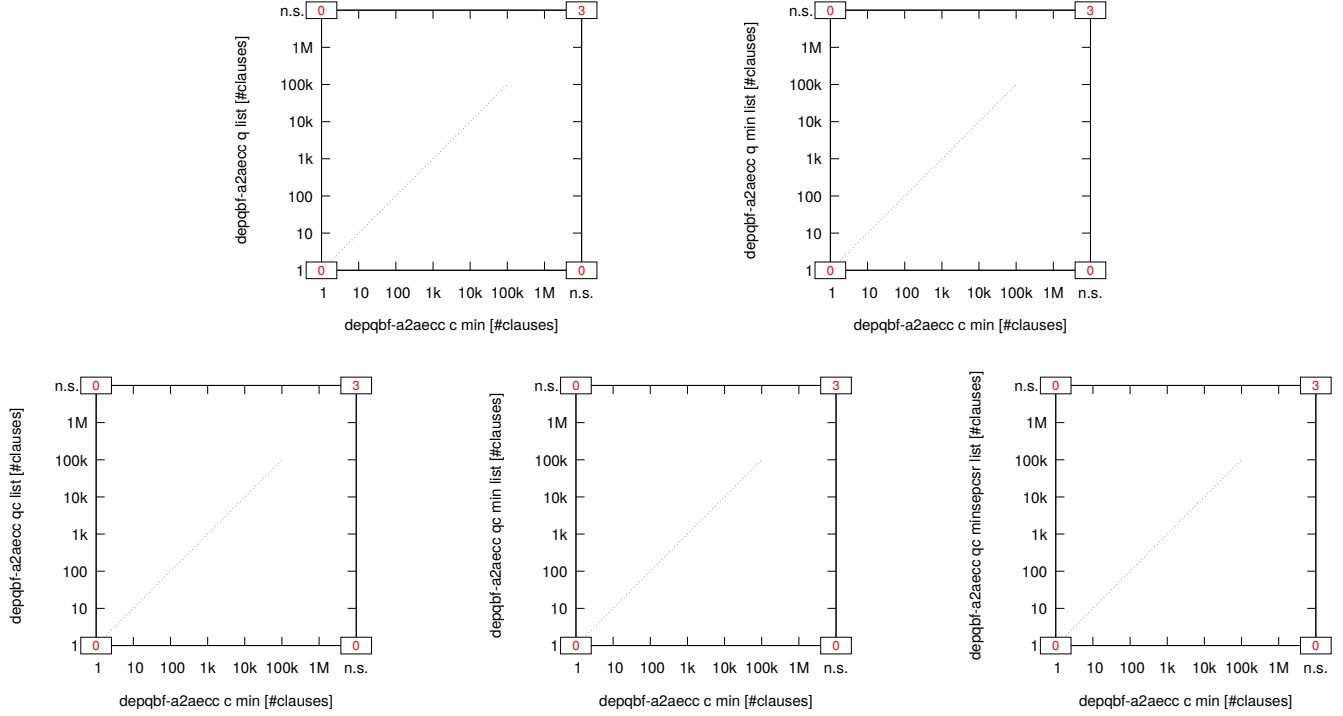 n.s. 0 3
1M
100k
10k
1k
100
10
1 0 0
1 10 100 1k 10k 100k 1M n.s.
depqbf-a2aecc q list [#clauses]
depqbf-a2aecc c min [#clauses]
n.s. 0 3
1M
100k
10k
1k
100
10
1 0 0
1 10 100 1k 10k 100k 1M n.s.
depqbf-a2aecc q min list [#clauses]
depqbf-a2aecc c min [#clauses]
n.s. 0 3
1M
100k
10k
1k
100
10
1 0 0
1 10 100 1k 10k 100k 1M n.s.
depqbf-a2aecc qc list [#clauses]
depqbf-a2aecc c min [#clauses]
n.s. 0 3
1M
100k
10k
1k
100
10
1 0 0
1 10 100 1k 10k 100k 1M n.s.
depqbf-a2aecc qc min list [#clauses]
depqbf-a2aecc c min [#clauses]
n.s. 0 3
1M
100k
10k
1k
100
10
1 0 0
1 10 100 1k 10k 100k 1M n.s.
depqbf-a2aecc qc minsepcsr list [#clauses]
depqbf-a2aecc c min [#clauses]